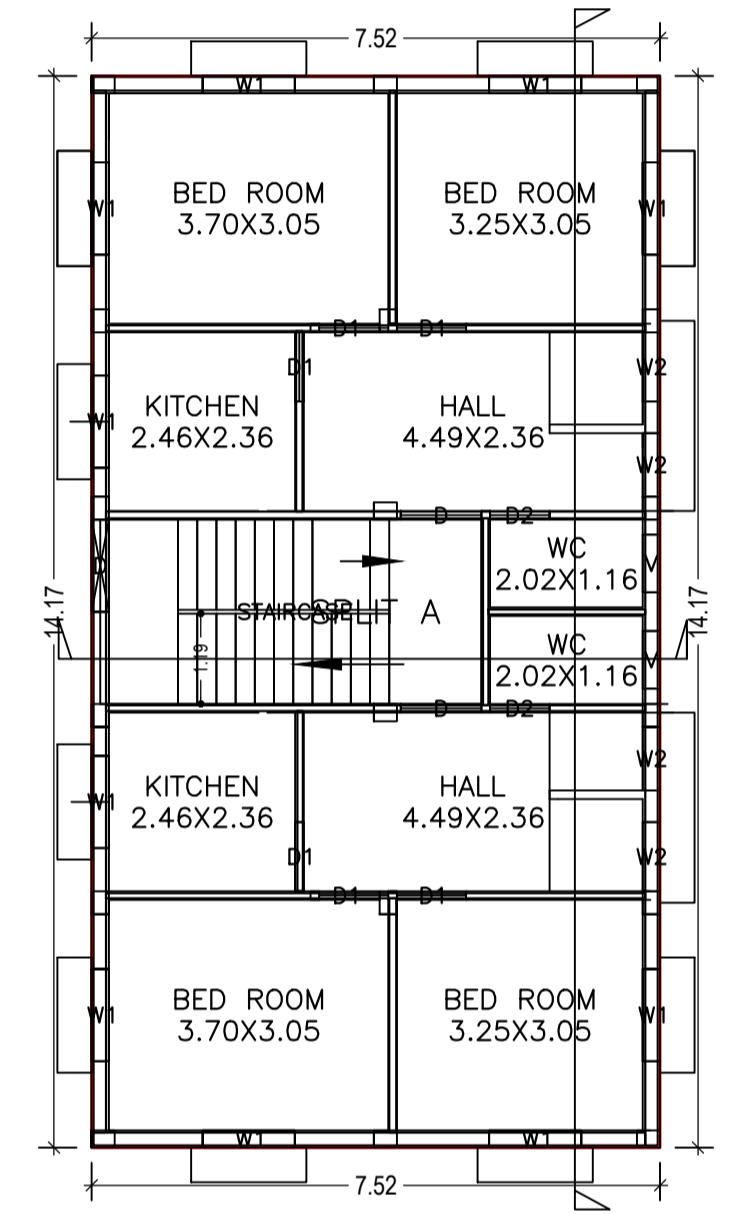 7.52
W1 W1
BED ROOM
3.70X3.05
BED ROOM
3.25X3.05
W1 W1
D1 D1
D1
W2
KITCHEN
2.46X2.36
HALL
4.49X2.36
W1
W2
D D2
WC
2.02X1.16
V
D
14.17
14.17
STAIRCASE
SPLIT A
1.19
WC
2.02X1.16
V
D D2
W2
KITCHEN
2.46X2.36
HALL
4.49X2.36
W1
D1
W2
D1 D1
BED ROOM
3.70X3.05
BED ROOM
3.25X3.05
W1 W1
W1 W1
7.52